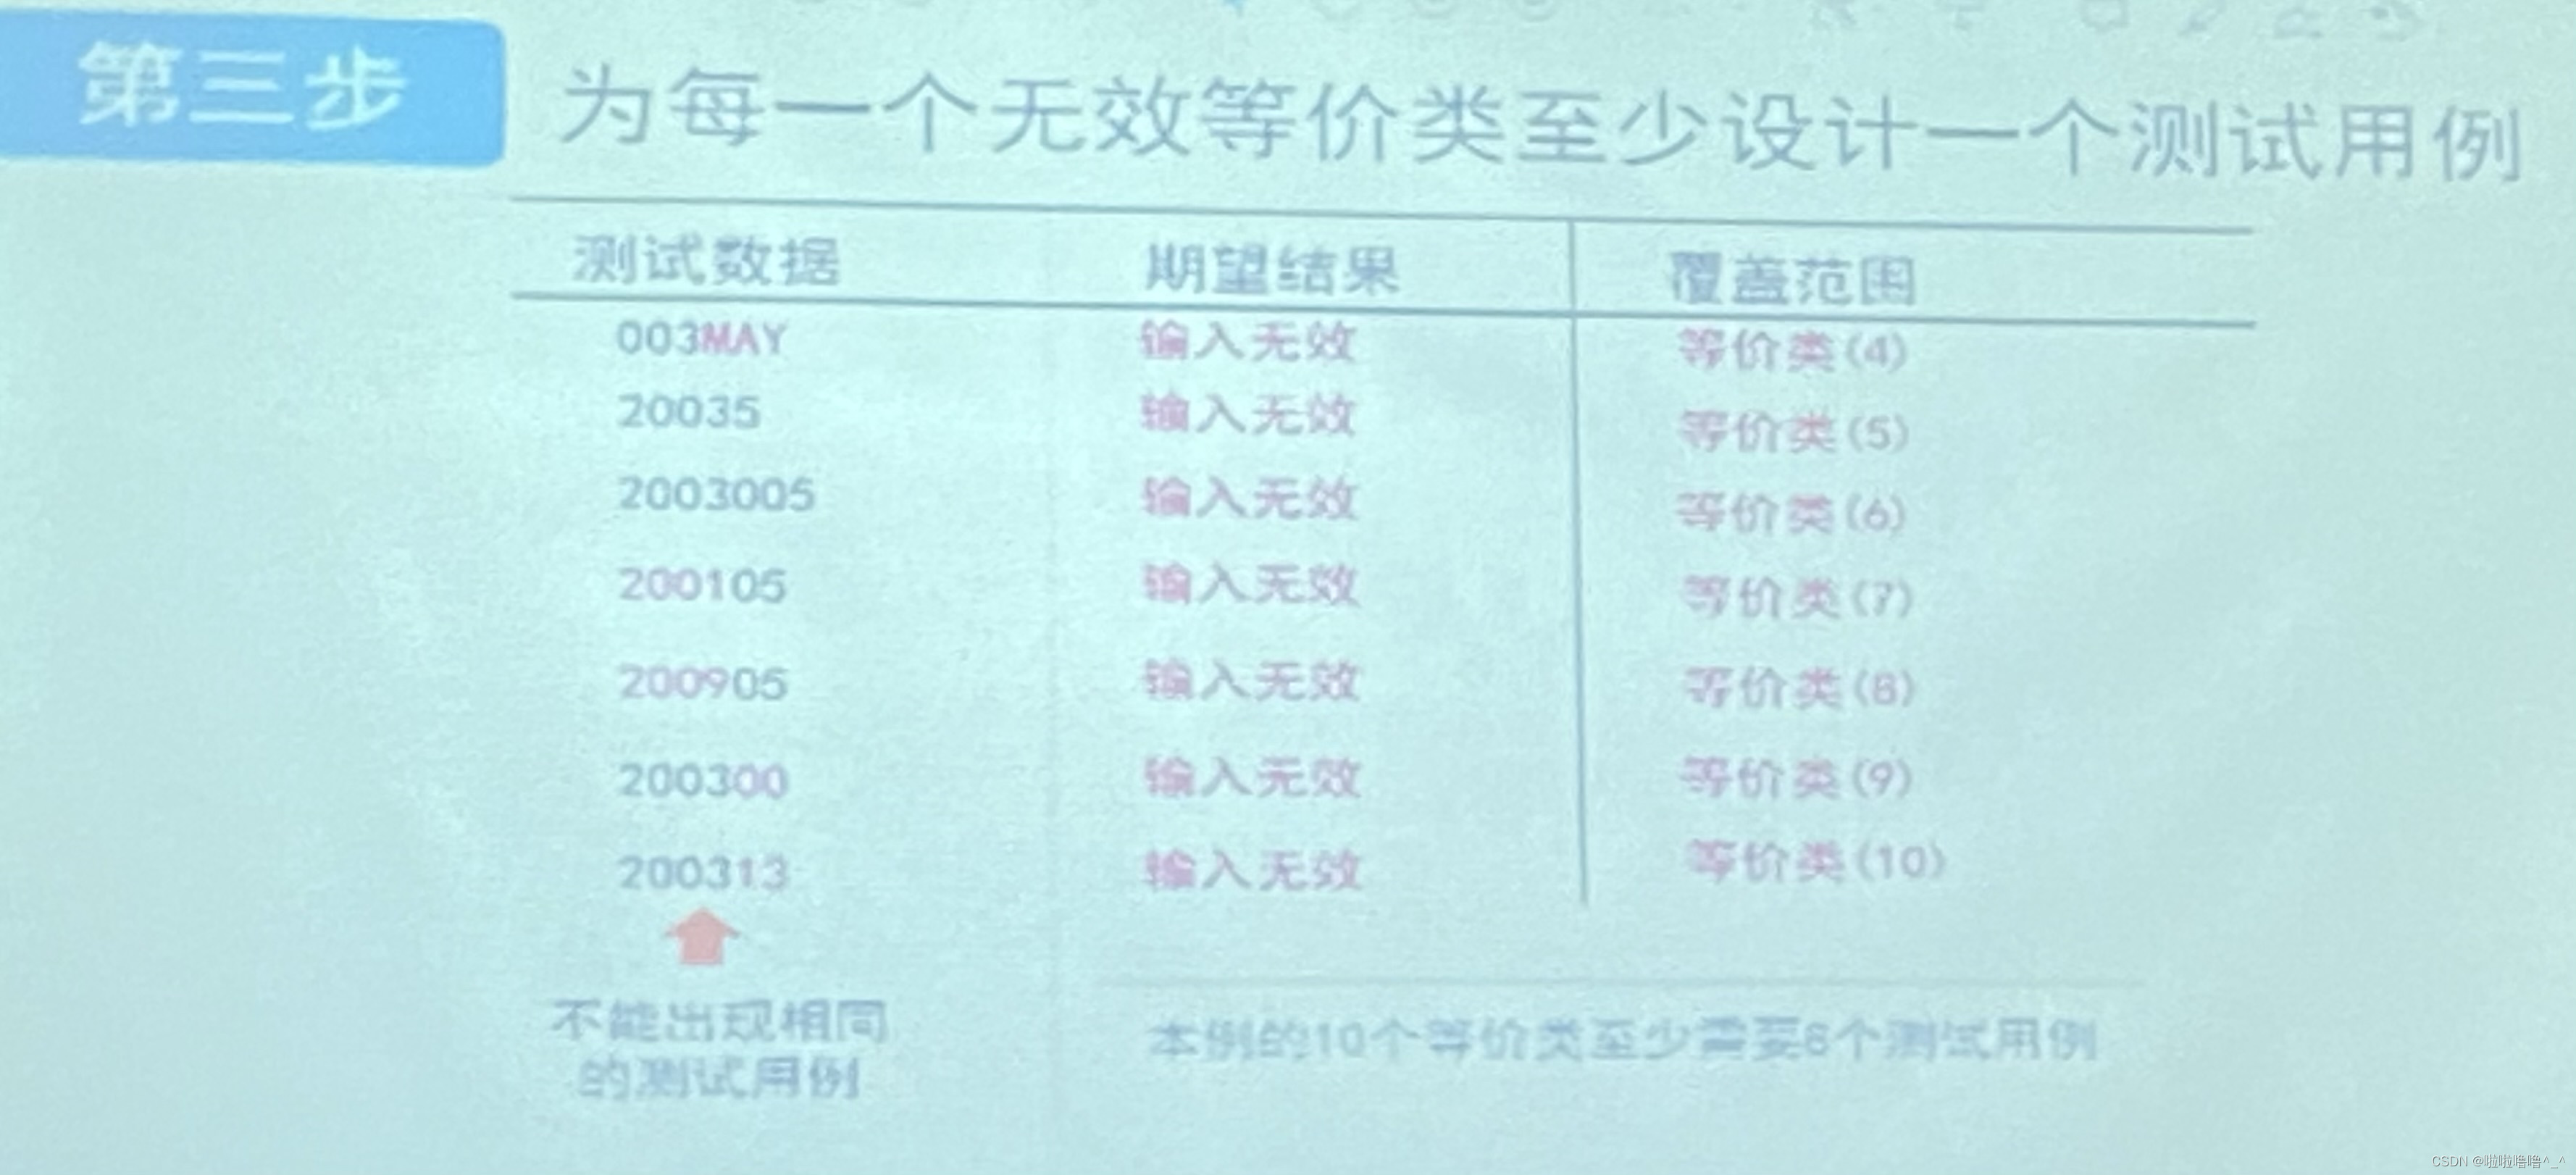 第三步
为每一个无效等价类至少设计一个测试用例
测试数据 期望结果 覆盖范围
003MAY 输入无效 等价类(4)
20035 输入无效 等价类(5)
2003005 输入无效 等价类(6)
200105 输入无效 等价类(7)
200905 输入无效 等价类(8)
200300 输入无效 等价类(9)
200313 输入无效 等价类(10)
不能出现相同
的测试用例
本例的10个等价类至少需要8个测试用例
CSDN @啦啦噜噜^_^